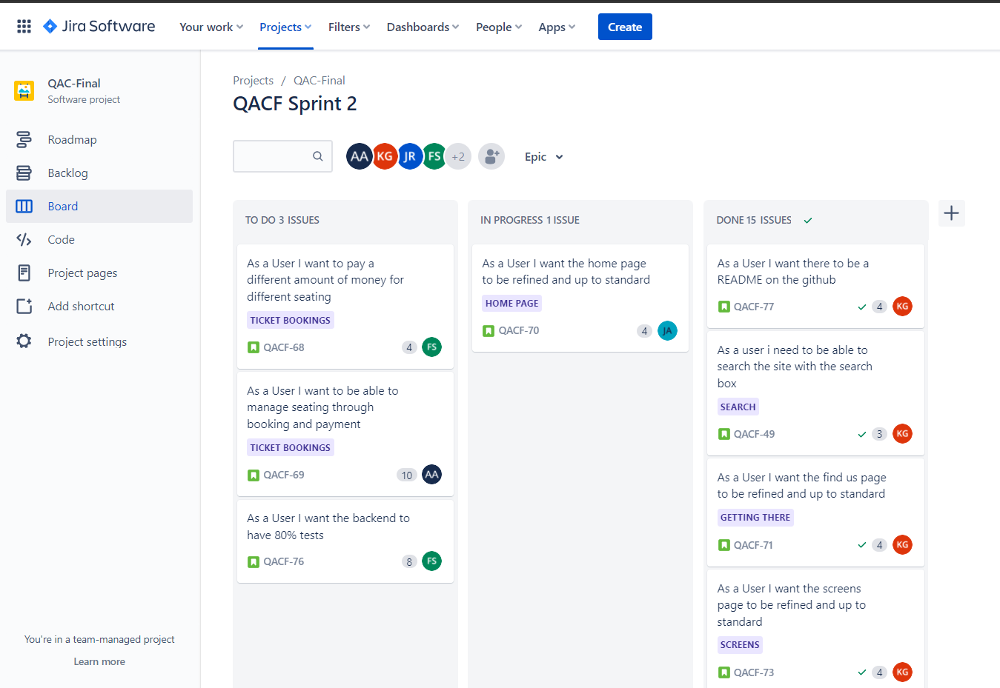 Jira Software
Your work
Projects
Filters
Dashboards
People
Apps
Create
QAC-Final
Software project
Roadmap
Backlog
Board
Code
Project pages
Add shortcut
Project settings
You're in a team-managed project
Learn more
Projects / QAC-Final
QACF Sprint 2
AA KG JR FS +2
Epic
TO DO 3 ISSUES
As a User I want to pay a
different amount of money for
different seating
TICKET BOOKINGS
QACF-68 4 FS
As a User I want to be able to
manage seating through
booking and payment
TICKET BOOKINGS
QACF-69 10 AA
As a User I want the backend to
have 80% tests
QACF-76 8 FS
IN PROGRESS 1 ISSUE
As a User I want the home page
to be refined and up to standard
HOME PAGE
QACF-70 4 JA
DONE 15 ISSUES
As a User I want there to be a
README on the github
QACF-77 4 KG
As a user i need to be able to
search the site with the search
box
SEARCH
QACF-49 3 KG
As a User I want the find us page
to be refined and up to standard
GETTING THERE
QACF-71 4 KG
As a User I want the screens
page to be refined and up to
standard
SCREENS
QACF-73 4 KG